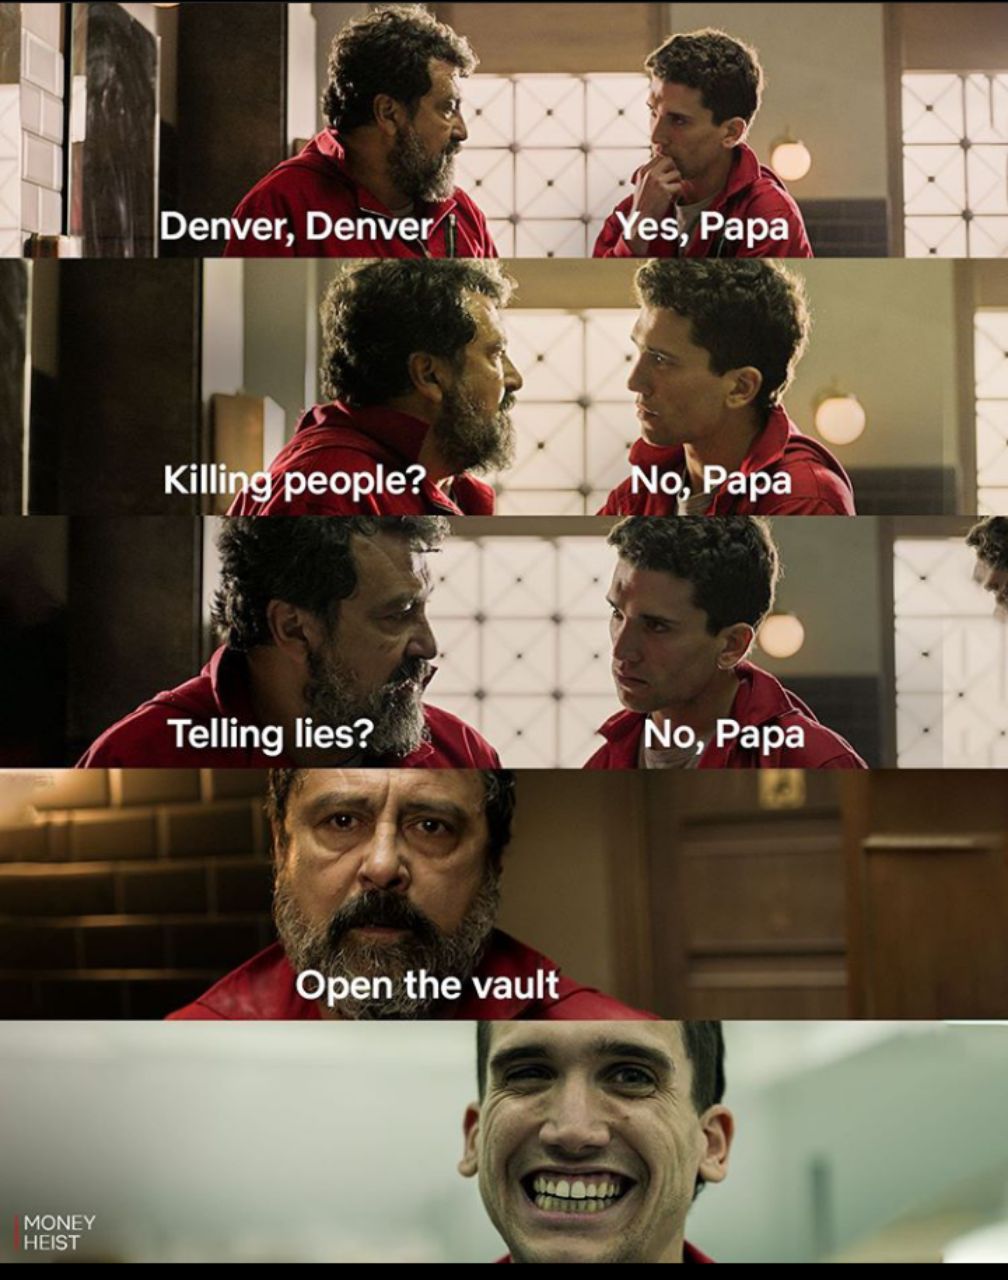 Denver, Denver
Yes, Papa
Killing people?
No, Papa
Telling lies?
No, Papa
Open the vault
MONEY
HEIST